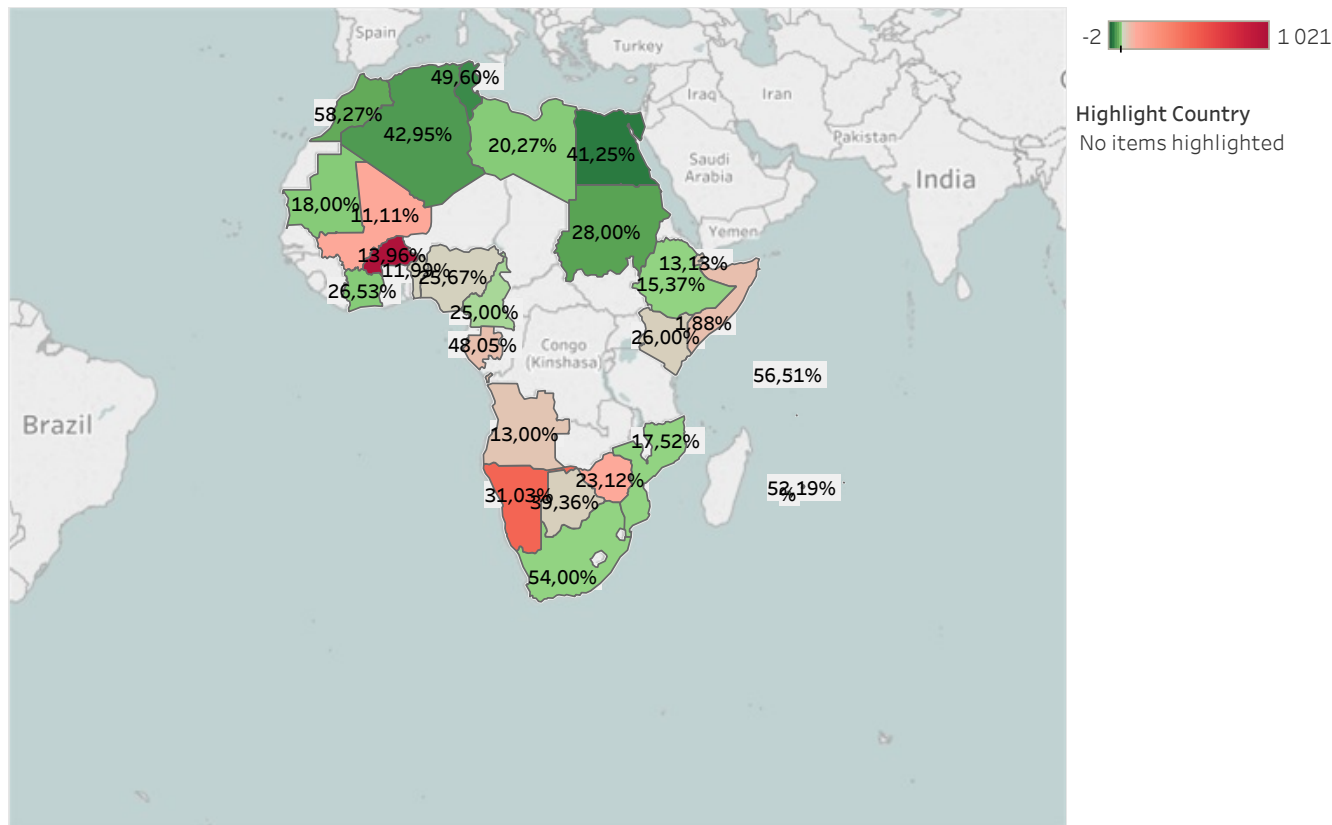 Spain
Turkey
-2
1 021
49,60%
Iraq
Iran
Highlight Country
58,27%
42,95%
20,27%
41,25%
Pakistan
No items highlighted
Saudi
Arabia
India
18,00%
11,11%
28,00%
Yemen
13,96%
13,13%
11,99%
25,67%
15,37%
26,53%
25,00%
1,88%
26,00%
48,05%
Congo
(Kinshasa)
56,51%
Brazil
13,00%
17,52%
23,12%
31,03%
39,36%
52,19%
%
54,00%